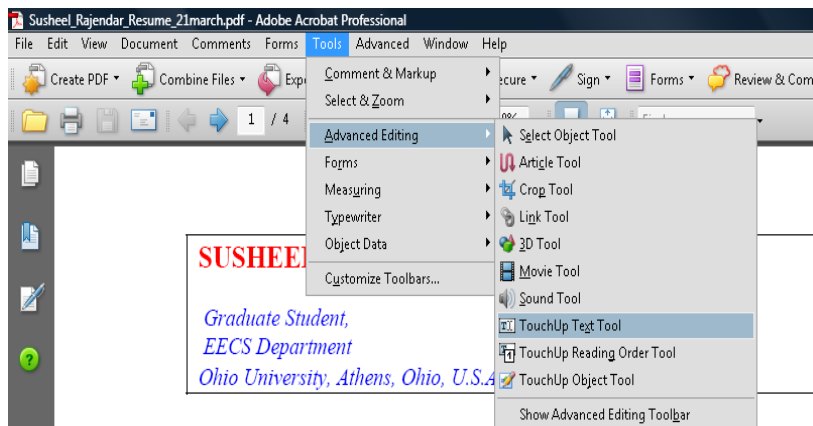 Susheel_Rajendar_Resume_21march.pdf - Adobe Acrobat Professional
File Edit View Document Comments Forms Tools Advanced Window Help
Create PDF Combine Files Exp ecure Sign Forms Review & Com
1 / 4
Comment & Markup
Select & Zoom
Advanced Editing
Forms
Measuring
Typewriter
Object Data
Customize Toolbars...
Select Object Tool
Article Tool
Crop Tool
Link Tool
3D Tool
Movie Tool
Sound Tool
TouchUp Text Tool
TouchUp Reading Order Tool
TouchUp Object Tool
Show Advanced Editing Toolbar
SUSHEEL
Graduate Student,
EECS Department
Ohio University, Athens, Ohio, U.S.A